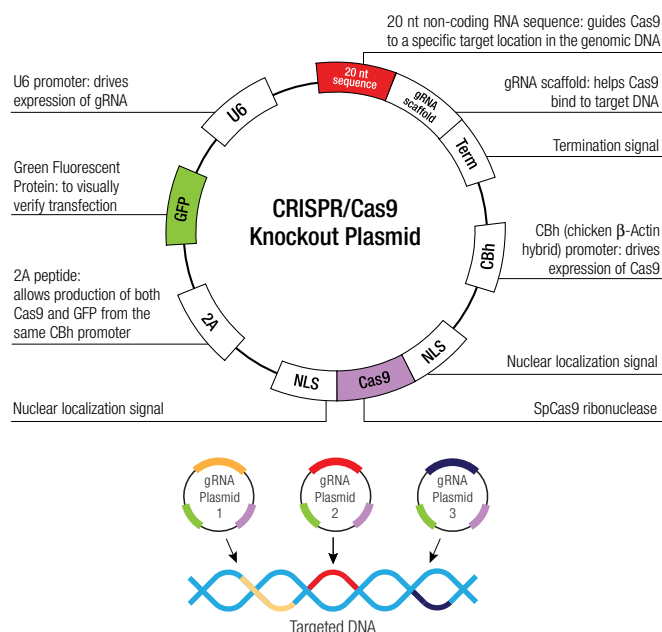 20 nt non-coding RNA sequence: guides Cas9
to a specific target location in the genomic DNA
U6 promoter: drives
expression of gRNA
gRNA scaffold: helps Cas9
bind to target DNA
Termination signal
Green Fluorescent
Protein: to visually
verify transfection
CBh (chicken β-Actin
hybrid) promoter: drives
expression of Cas9
2A peptide:
allows production of both
Cas9 and GFP from the
same CBh promoter
Nuclear localization signal
Nuclear localization signal
SpCas9 ribonuclease
20 nt
sequence
gRNA
scaffold
Term
CBh
NLS
Cas9
NLS
2A
GFP
U6
CRISPR/Cas9
Knockout Plasmid
gRNA
Plasmid
1
gRNA
Plasmid
2
gRNA
Plasmid
3
Targeted DNA